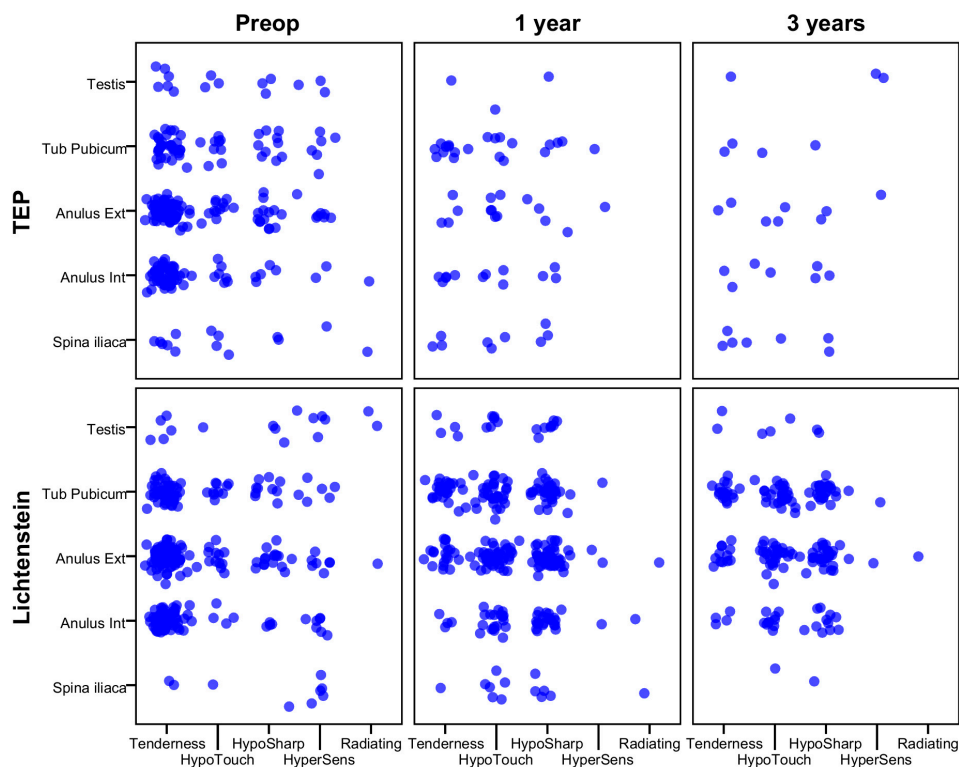 Preop 1 year 3 years
TEP
Testis
Tub Pubicum
Anulus Ext
Anulus Int
Spina iliaca
Lichtenstein
Testis
Tub Pubicum
Anulus Ext
Anulus Int
Spina iliaca
Tenderness HypoSharp Radiating Tenderness HypoSharp Radiating Tenderness HypoSharp Radiating
HypoTouch HyperSens HypoTouch HyperSens HypoTouch HyperSens